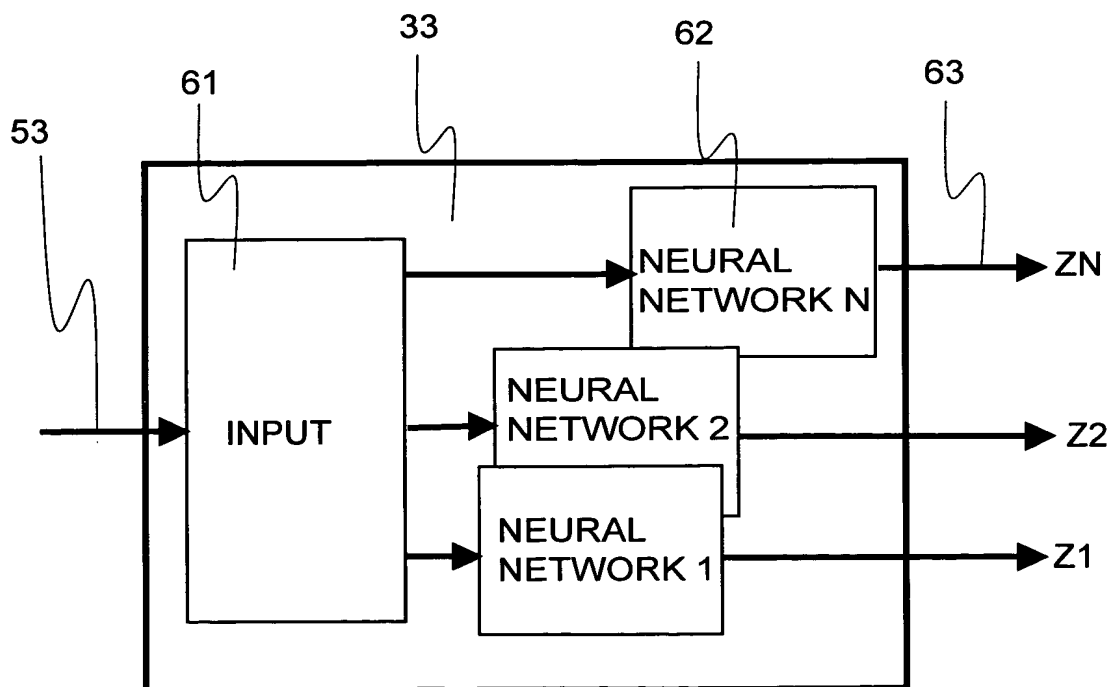 33
62
61
63
53
NEURAL
NETWORK N
ZN
NEURAL
NETWORK 2
Z2
INPUT
NEURAL
NETWORK 1
Z1